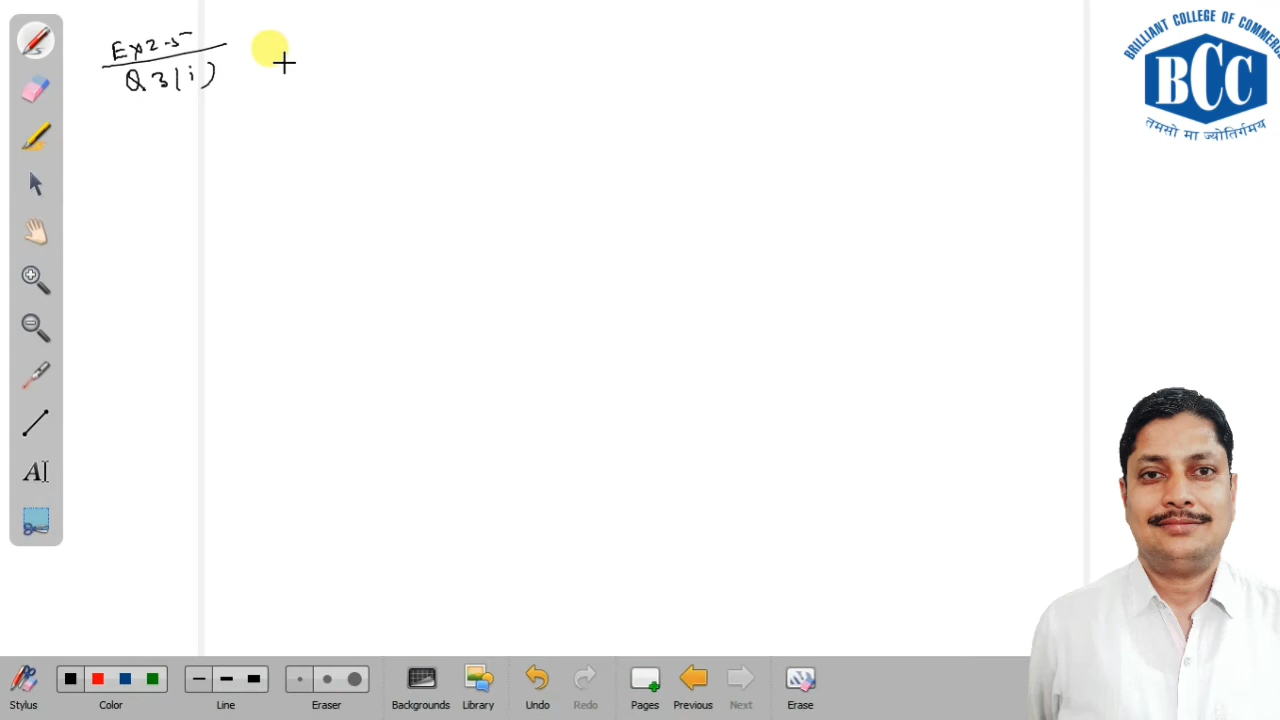 Ex 2.5
Q 3(i)
BRILLIANT COLLEGE OF COMMERCE
BCC
तमसो मा ज्योतिर्गमय
A
Stylus
Color
Line
Eraser
Backgrounds
Library
Undo
Redo
Pages
Previous
Next
Erase